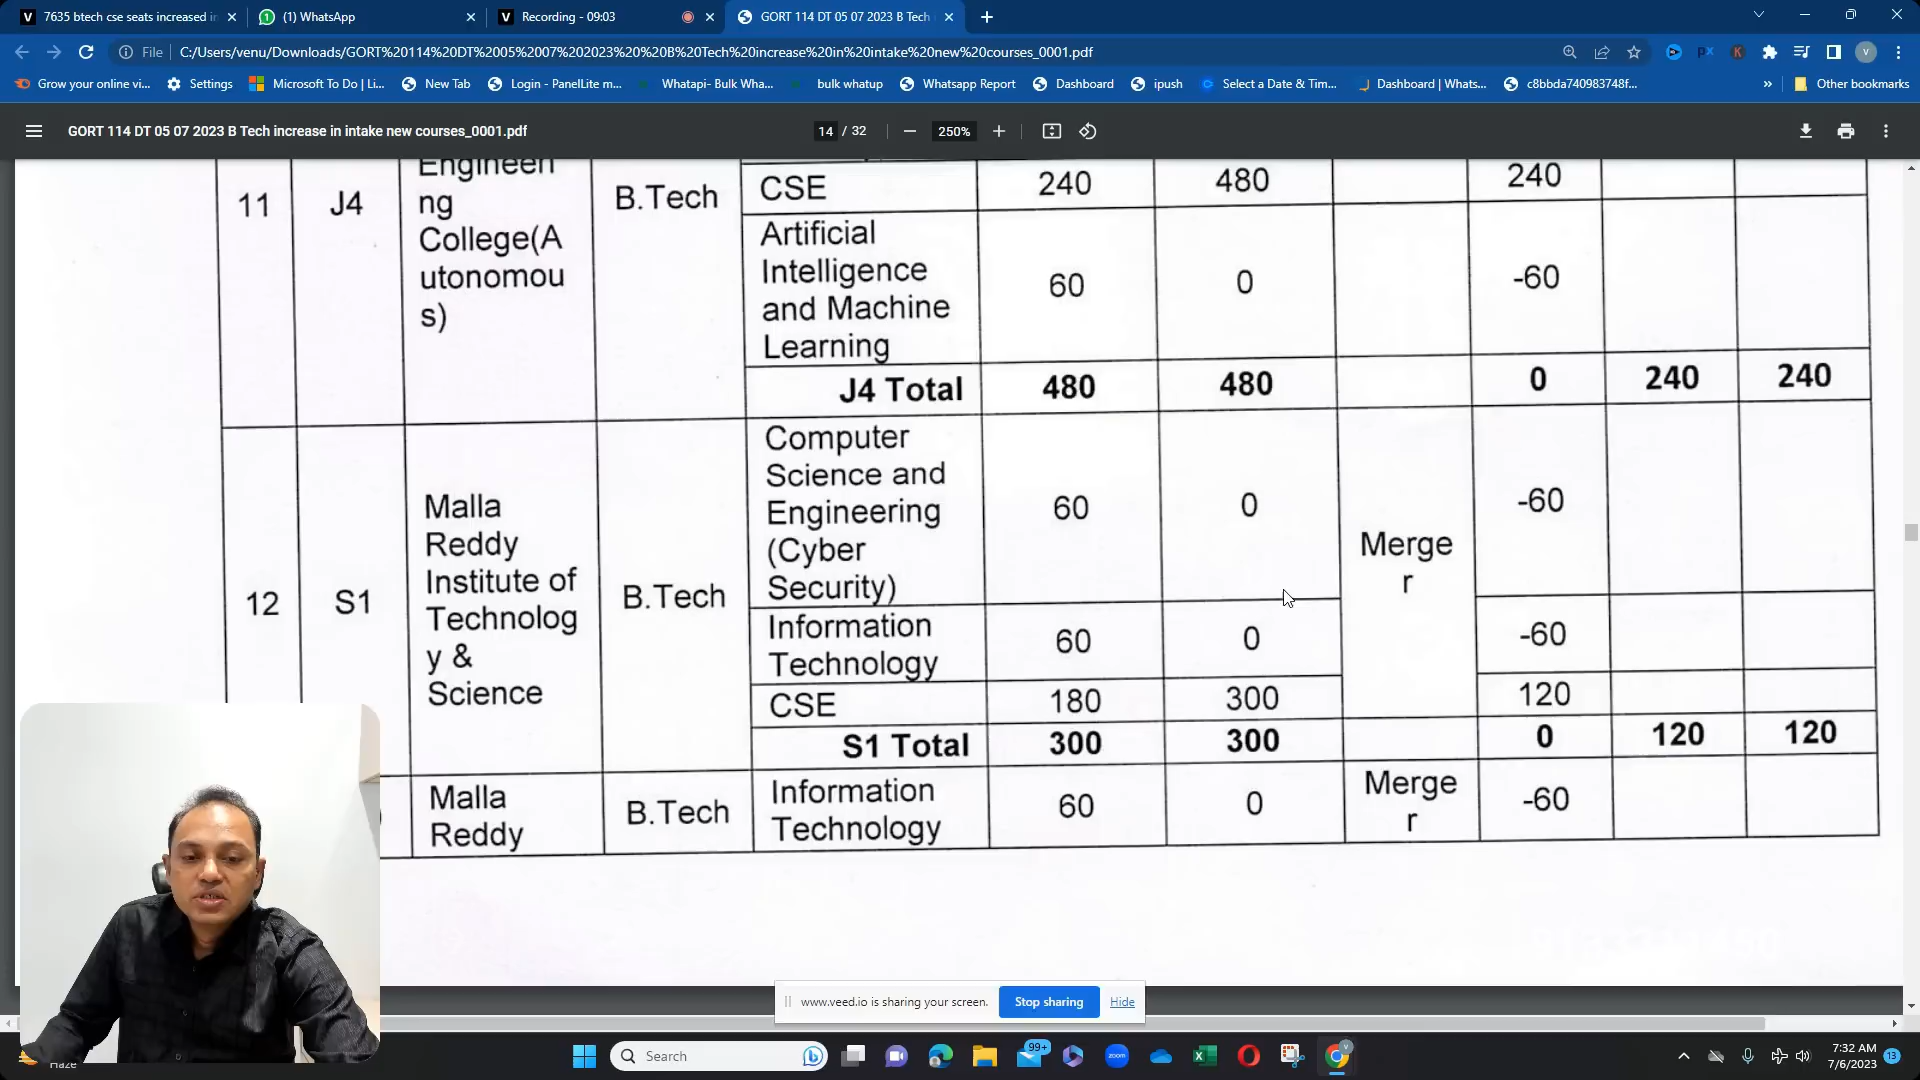 7635 btech cse seats increased in
(1) WhatsApp
Recording - 09:03
GORT 114 DT 05 07 2023 B Tech
File
C:/Users/venu/Downloads/GORT%20114%20DT%2005%2007%202023%20%20B%20Tech%20increase%20in%20intake%20new%20courses_0001.pdf
Grow your online vi...
Settings
Microsoft To Do | Li...
New Tab
Login - PanelLite m...
Whatapi- Bulk Wha...
bulk whatup
Whatsapp Report
Dashboard
ipush
Select a Date & Tim...
Dashboard | Whats...
c8bbda740983748f...
»
Other bookmarks
GORT 114 DT 05 07 2023 B Tech increase in intake new courses_0001.pdf
14 / 32
250%
11
J4
Engineeri
ng
College(A
utonomou
s)
B.Tech
CSE
240
480
240
Artificial
Intelligence
and Machine
Learning
60
0
-60
J4 Total
480
480
0
240
240
12
S1
Malla
Reddy
Institute of
Technolog
y &
Science
B.Tech
Computer
Science and
Engineering
(Cyber
Security)
60
0
Merge
r
-60
Information
Technology
60
0
-60
CSE
180
300
120
S1 Total
300
300
0
120
120
Malla
Reddy
B.Tech
Information
Technology
60
0
Merge
r
-60
www.veed.io is sharing your screen.
Stop sharing
Hide
Haze
Search
99+
zoom
7:32 AM
7/6/2023
13